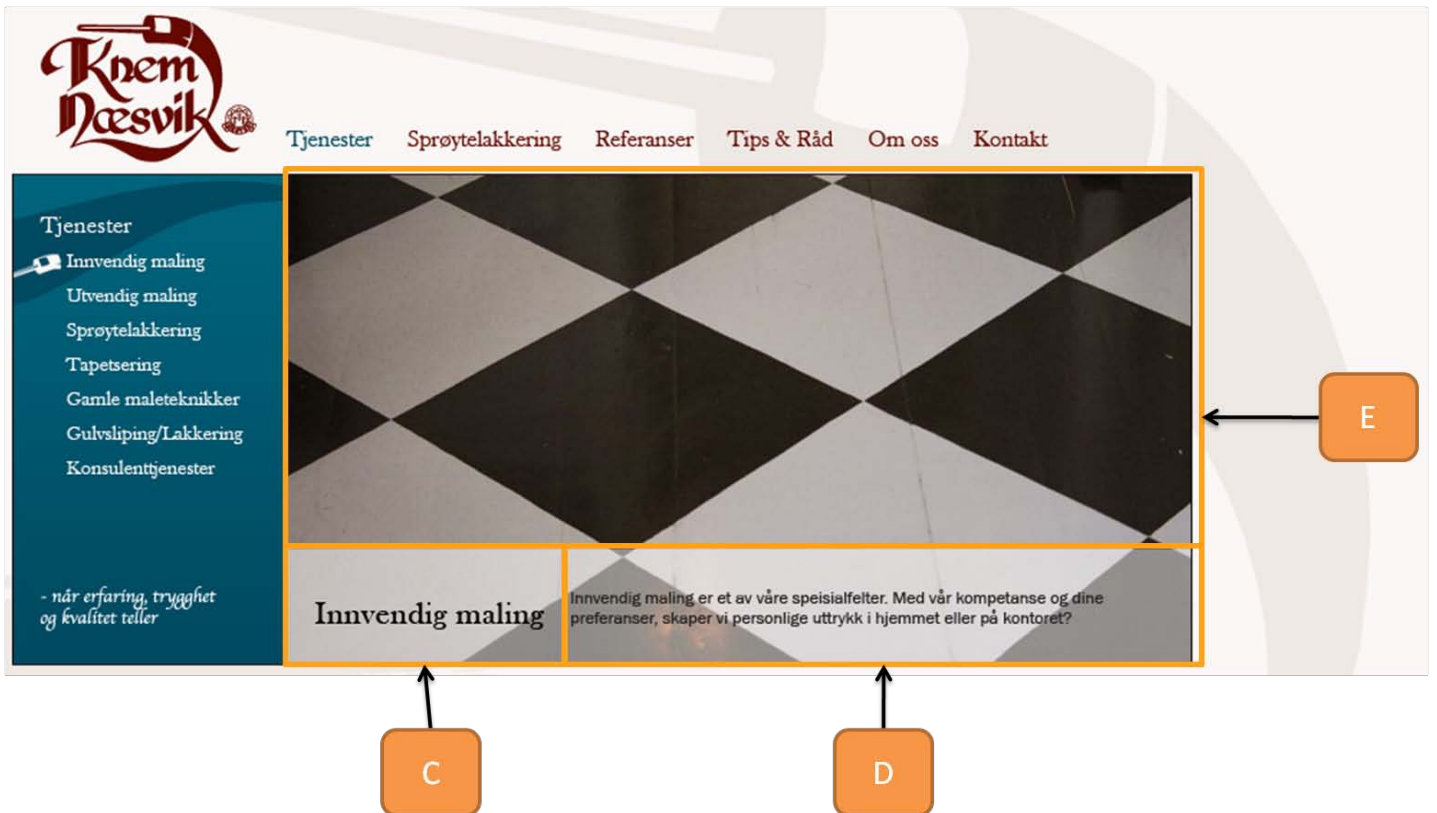 Knem
Næsvik
Tjenester Sprøytelakkering Referanser Tips & Råd Om oss Kontakt
Tjenester
Innvendig maling
Utvendig maling
Sprøytelakkering
Tapetsering
Gamle maleteknikker
Gulvsliping/Lakkering
Konsulenttjenester
- når erfaring, trygghet
og kvalitet teller
Innvendig maling
Innvendig maling er et av våre speisialfelter. Med vår kompetanse og dine
preferanser, skaper vi personlige uttrykk i hjemmet eller på kontoret?
E
C
D